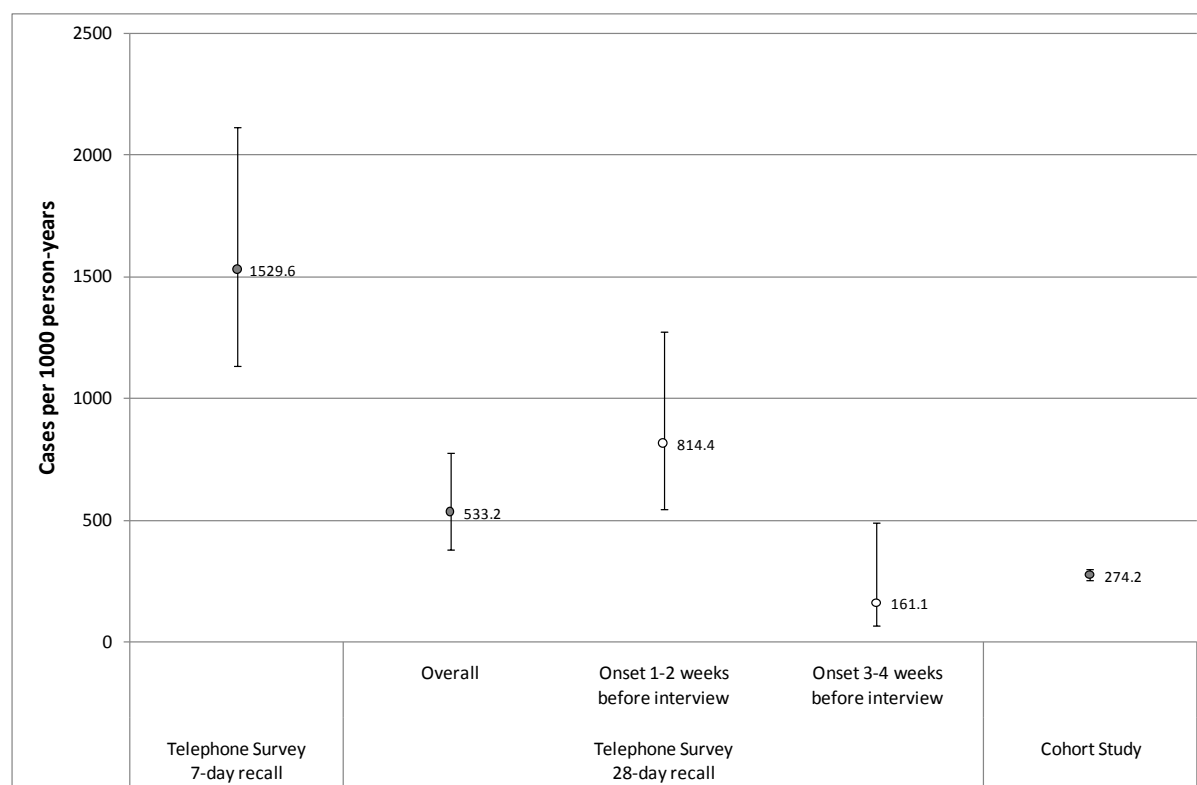 2500
2000
1500
1000
500
0
Cases per 1000 person-years
1529.6
533.2
814.4
161.1
274.2
Overall
Onset 1-2 weeks
before interview
Onset 3-4 weeks
before interview
Telephone Survey
7-day recall
Telephone Survey
28-day recall
Cohort Study